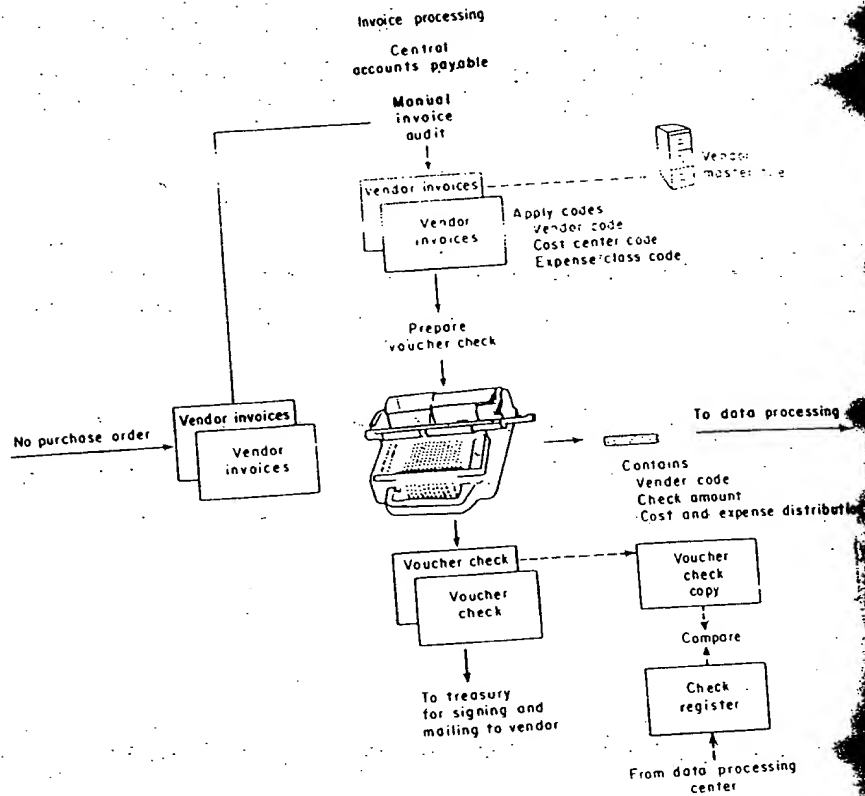 Invoice processing
Central
accounts payable
Manual
invoice
audit
Vendor invoices
Vendor
invoices
Vendor
master file
Apply codes
Vendor code
Cost center code
Expense/class code
Prepare
voucher check
No purchase order
Vendor invoices
Vendor
invoices
To data processing
Contains
Vender code
Check amount
Cost and expense distributio
Voucher check
Voucher
check
Voucher
check
copy
Compare
Check
register
To treasury
for signing and
mailing to vendor
From data processing
center